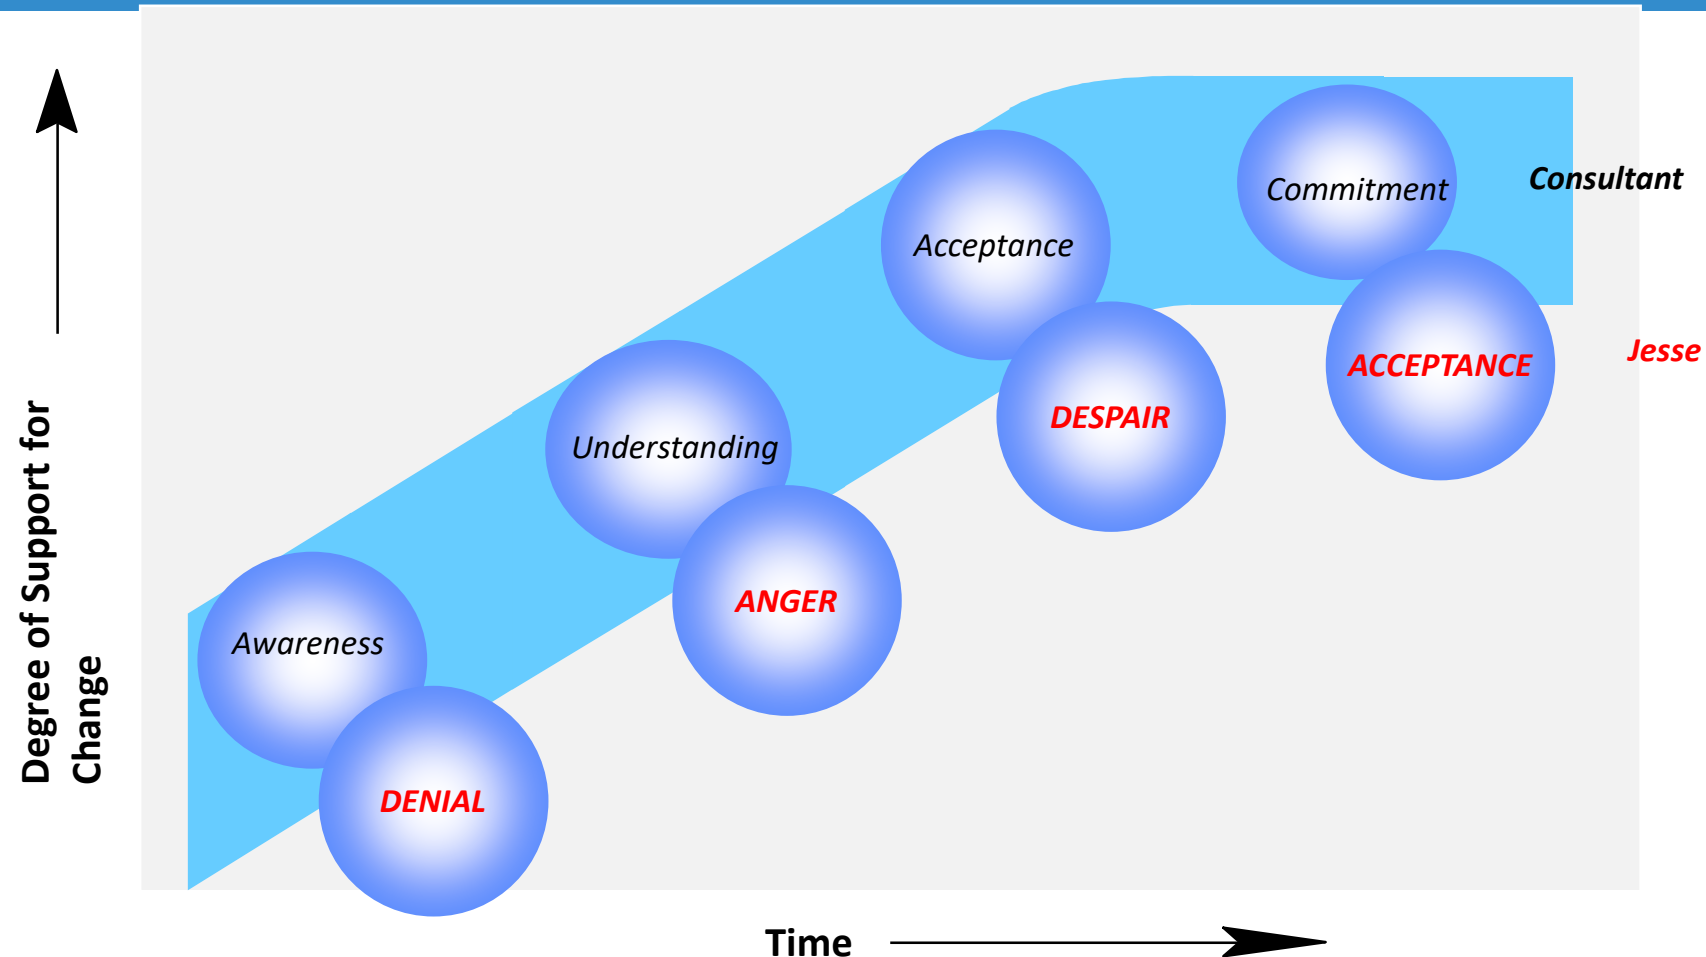 Commitment
Consultant
Acceptance
ACCEPTANCE
Jesse
DESPAIR
Understanding
ANGER
Awareness
DENIAL
Degree of Support for
Change
Time